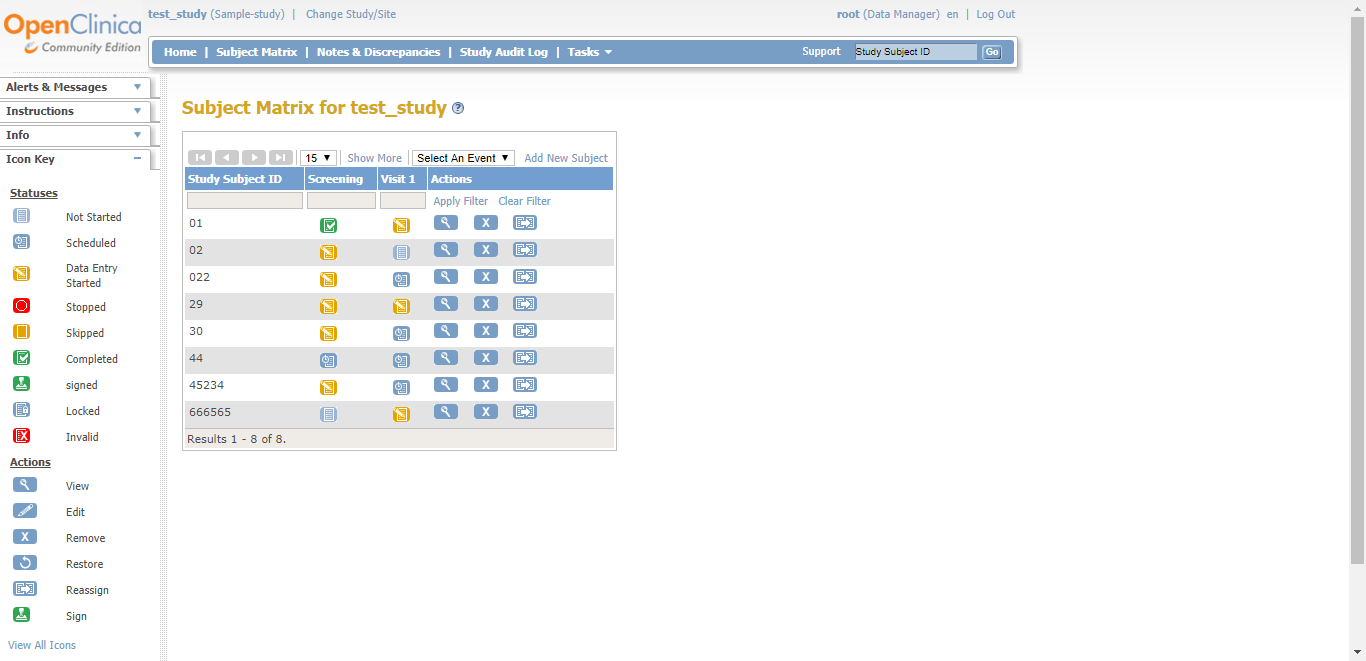 OpenClinica
Community Edition
test_study (Sample-study) | Change Study/Site
root (Data Manager) en | Log Out
Home | Subject Matrix | Notes & Discrepancies | Study Audit Log | Tasks
Support Study Subject ID Go
Alerts & Messages
Instructions
Info
Icon Key
Statuses
Not Started
Scheduled
Data Entry
Started
Stopped
Skipped
Completed
signed
Locked
Invalid
Actions
View
Edit
Remove
Restore
Reassign
Sign
View All Icons
Subject Matrix for test_study ?
15 Show More Select An Event Add New Subject
Study Subject ID Screening Visit 1 Actions
Apply Filter Clear Filter
01
02
022
29
30
44
45234
666565
Results 1 - 8 of 8.